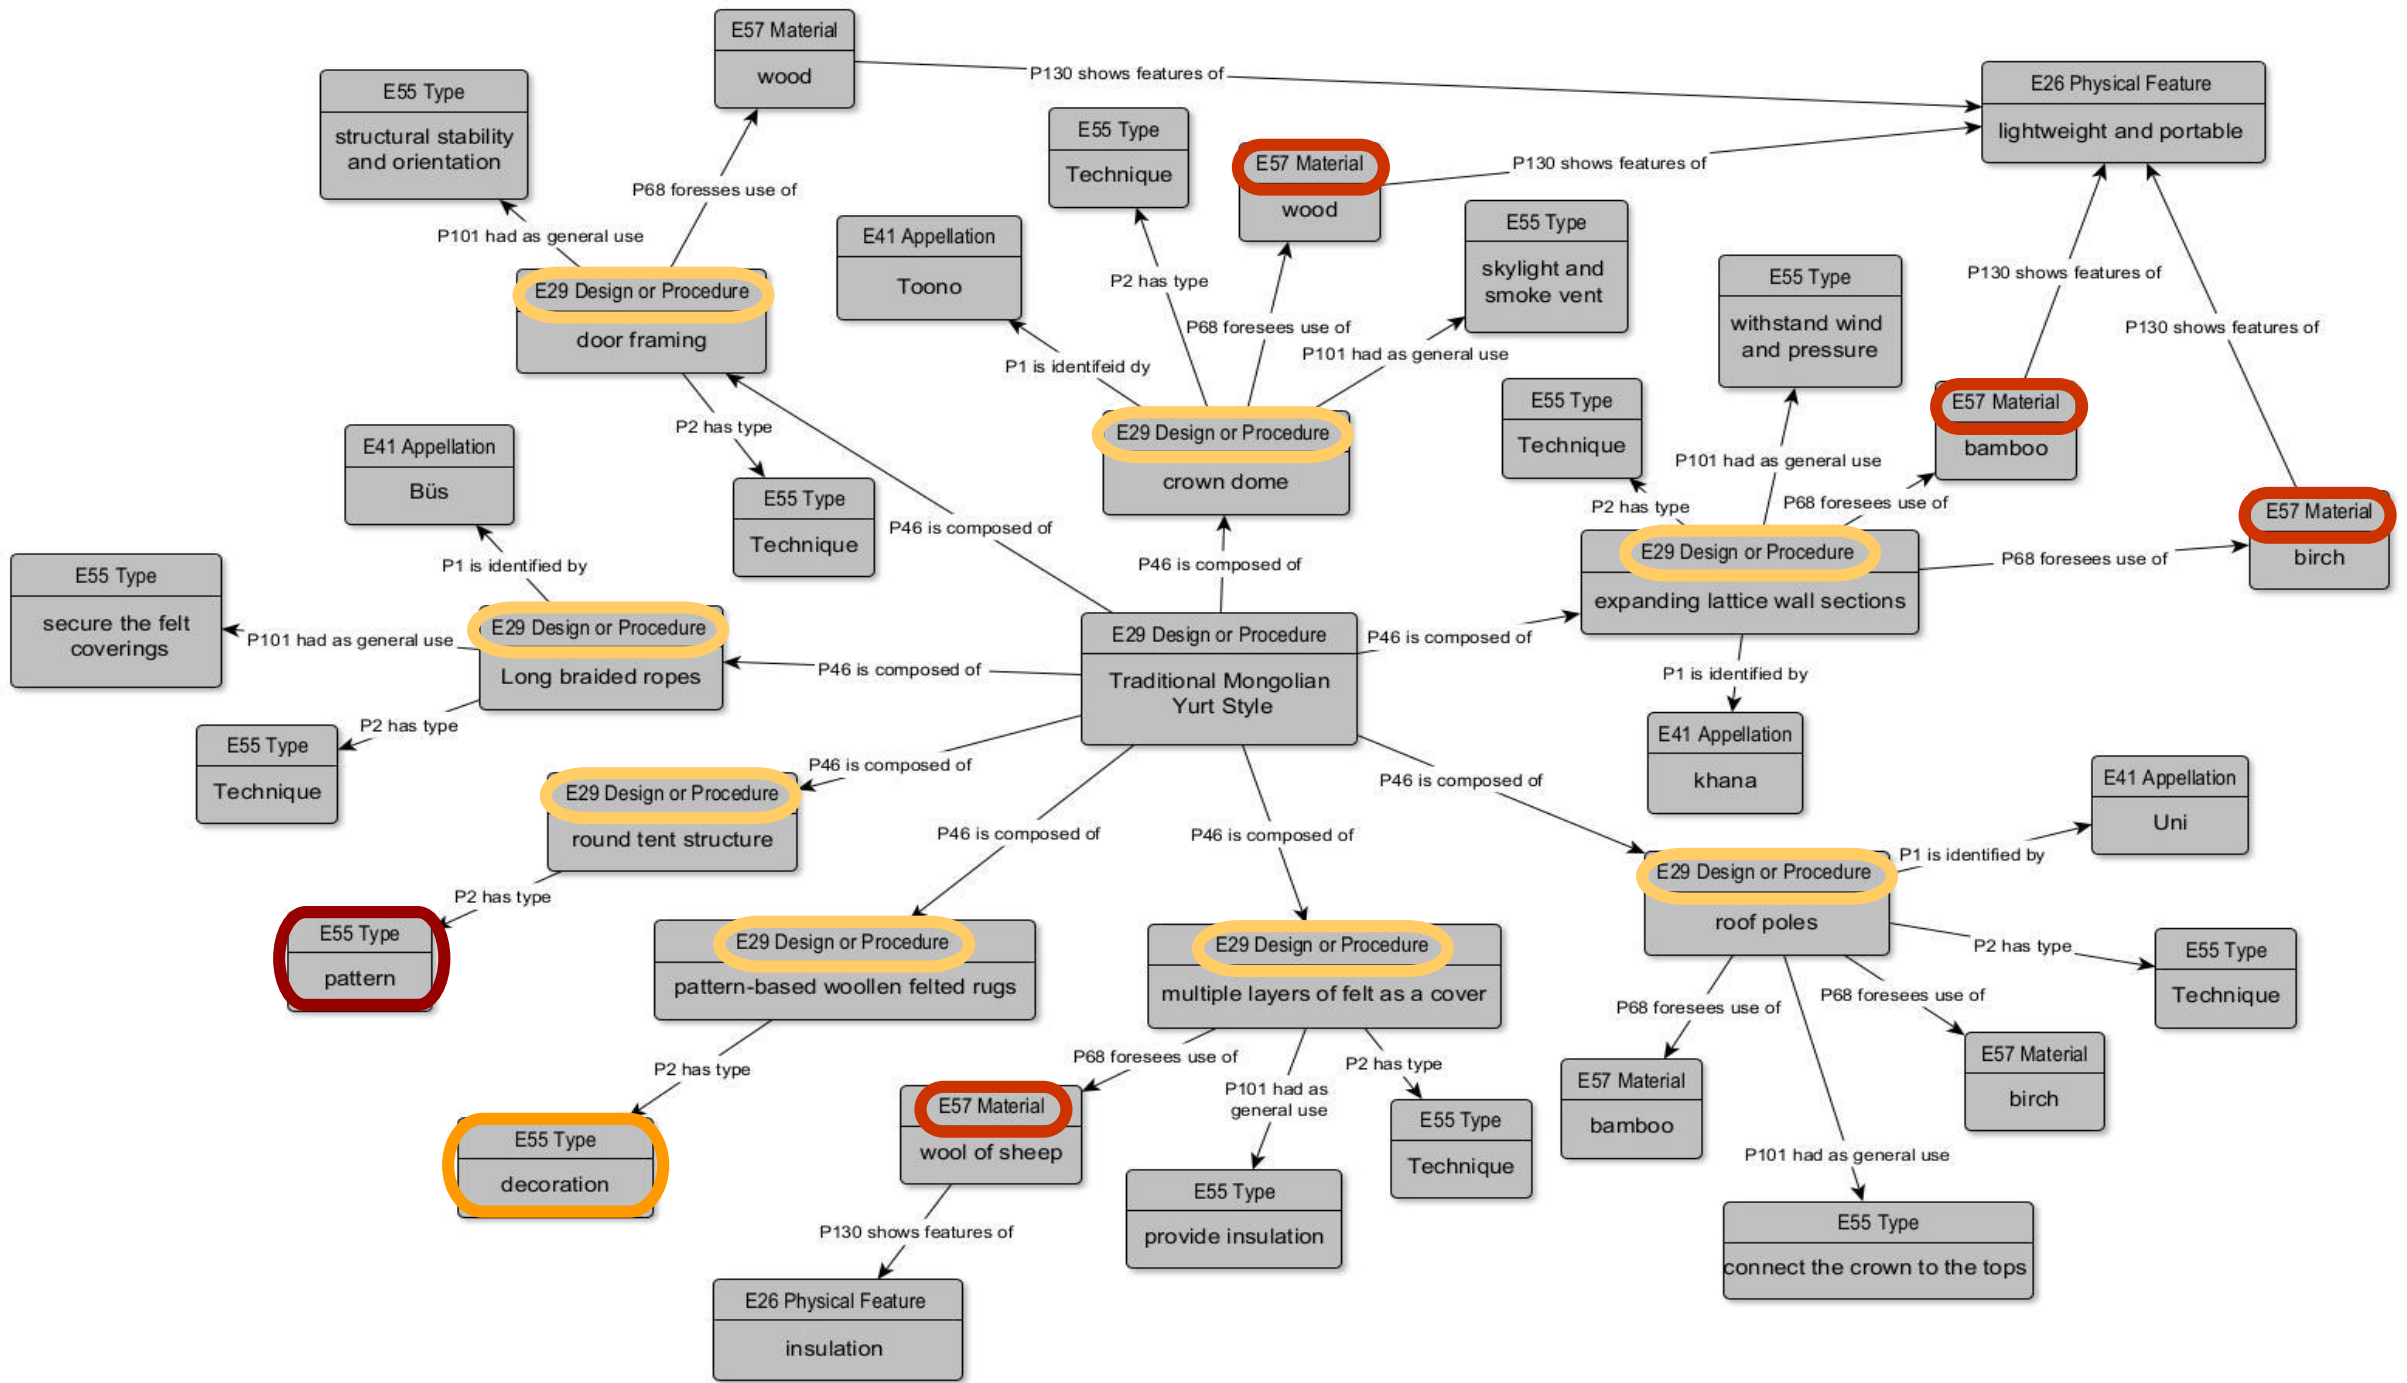 E57 Material
wood
P130 shows features of
E26 Physical Feature
lightweight and portable
E55 Type
structural stability
and orientation
E55 Type
Technique
E57 Material
wood
P130 shows features of
P68 foresses use of
P101 had as general use
E41 Appellation
Toono
E55 Type
skylight and
smoke vent
E55 Type
withstand wind
and pressure
P130 shows features of
P130 shows features of
E29 Design or Procedure
door framing
P2 has type
P68 foresees use of
P101 had as general use
P1 is identifeid dy
E55 Type
Technique
E57 Material
bamboo
P2 has type
E29 Design or Procedure
crown dome
P101 had as general use
P2 has type
P68 foresees use of
E57 Material
birch
E41 Appellation
Büs
E55 Type
Technique
P46 is composed of
P1 is identified by
P46 is composed of
E29 Design or Procedure
expanding lattice wall sections
P68 foresees use of
E55 Type
secure the felt
coverings
P101 had as general use
E29 Design or Procedure
Long braided ropes
P46 is composed of
E29 Design or Procedure
Traditional Mongolian
Yurt Style
P46 is composed of
P1 is identified by
P2 has type
E55 Type
Technique
E41 Appellation
khana
P46 is composed of
P46 is composed of
E41 Appellation
Uni
E29 Design or Procedure
round tent structure
P46 is composed of
P46 is composed of
P1 is identified by
E29 Design or Procedure
roof poles
P2 has type
E55 Type
pattern
E29 Design or Procedure
pattern-based woollen felted rugs
E29 Design or Procedure
multiple layers of felt as a cover
P2 has type
E55 Type
Technique
P68 foresees use of
P68 foresees use of
P2 has type
P68 foresees use of
P101 had as
general use
P2 has type
E57 Material
bamboo
E57 Material
birch
E55 Type
decoration
E57 Material
wool of sheep
E55 Type
Technique
P101 had as general use
P130 shows features of
E55 Type
provide insulation
E55 Type
connect the crown to the tops
E26 Physical Feature
insulation